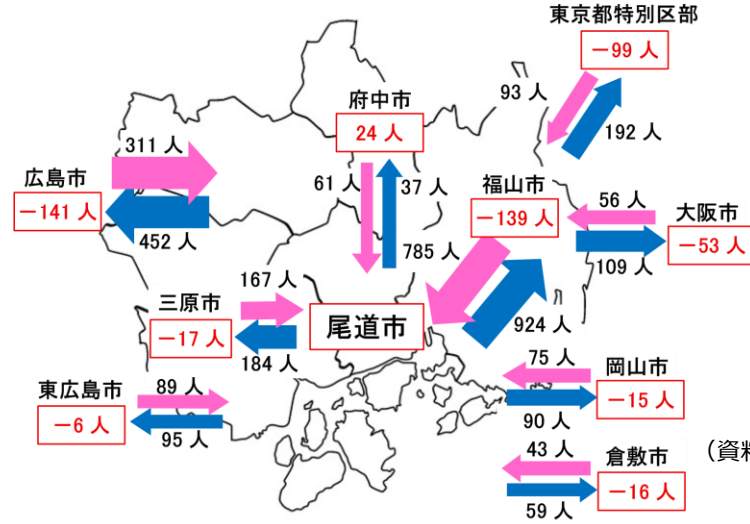 東京都特別区部
－99 人
93 人
192 人
府中市
24 人
61 人
37 人
311 人
広島市
－141 人
452 人
福山市
－139 人
785 人
924 人
56 人
大阪市
－53 人
109 人
167 人
三原市
－17 人
184 人
尾道市
89 人
東広島市
－6 人
95 人
75 人
岡山市
－15 人
90 人
43 人
倉敷市
－16 人
59 人
（資料